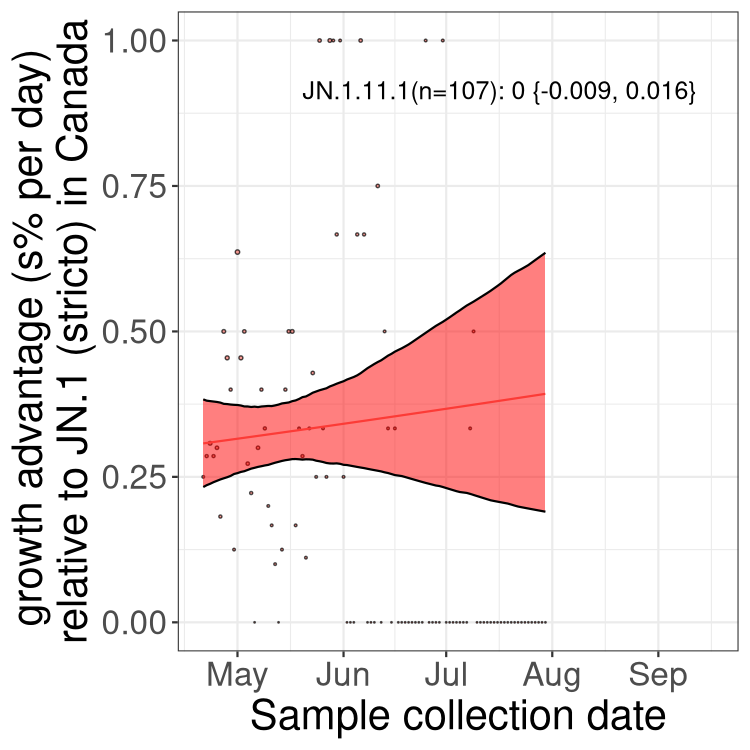 growth advantage (s% per day)
relative to JN.1 (stricto) in Canada
1.00
0.75
0.50
0.25
0.00
JN.1.11.1(n=107): 0 {-0.009, 0.016}
May Jun Jul Aug Sep
Sample collection date